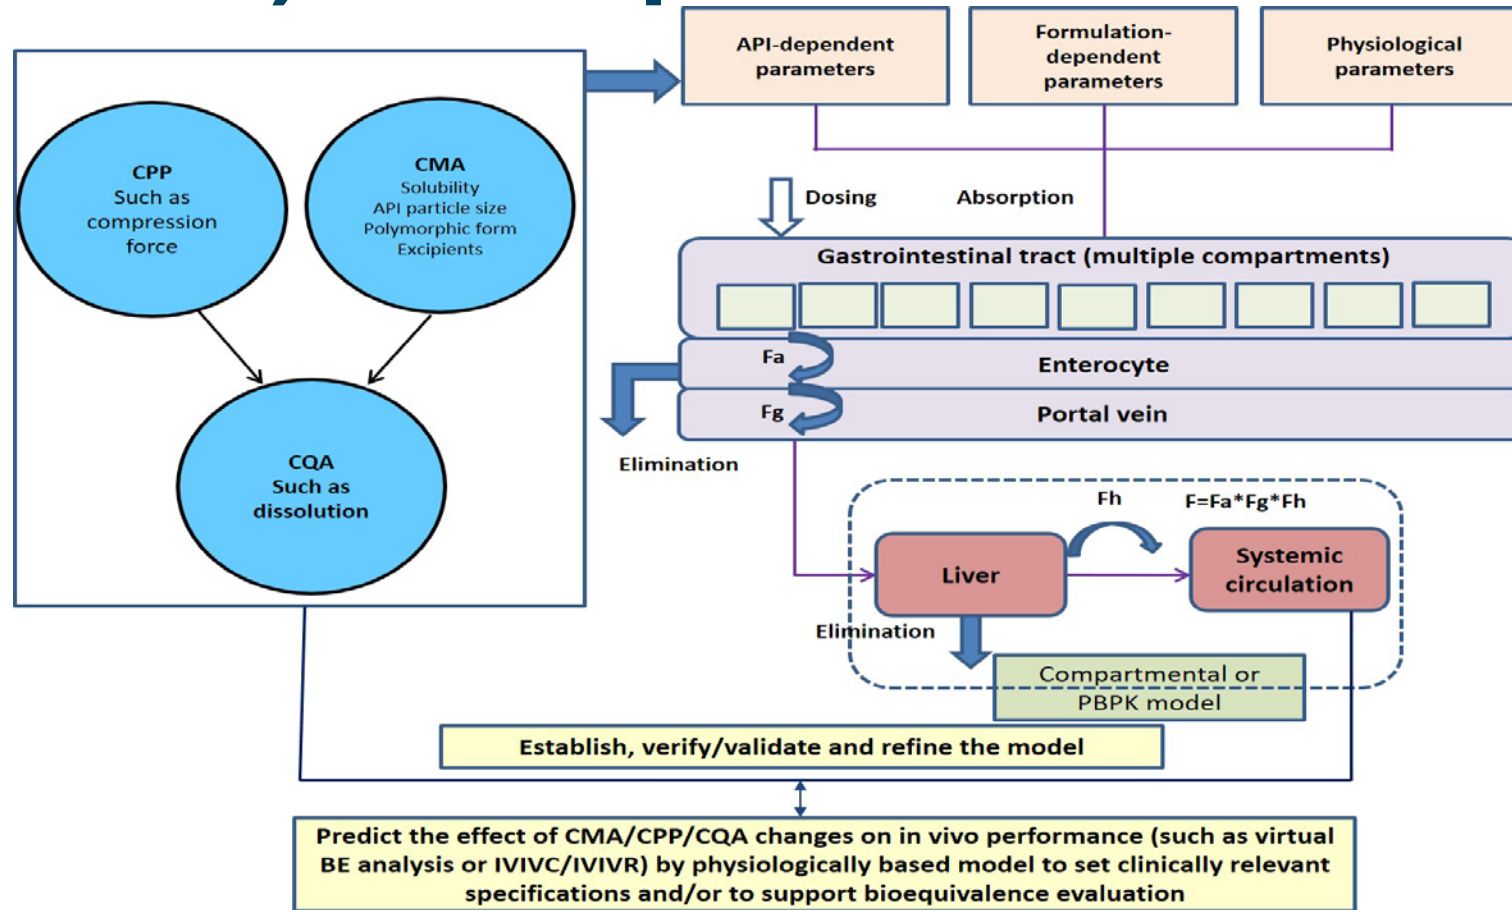 API-dependent
parameters
Formulation-
dependent
parameters
Physiological
parameters
CPP
Such as
compression
force
CMA
Solubility
API particle size
Polymorphic form
Excipients
CQA
Such as
dissolution
Dosing
Absorption
Gastrointestinal tract (multiple compartments)
Fa
Enterocyte
Fg
Portal vein
Elimination
Fh
F=Fa*Fg*Fh
Liver
Systemic
circulation
Elimination
Compartmental or
PBPK model
Establish, verify/validate and refine the model
Predict the effect of CMA/CPP/CQA changes on in vivo performance (such as virtual
BE analysis or IVIVC/IVIVR) by physiologically based model to set clinically relevant
specifications and/or to support bioequivalence evaluation